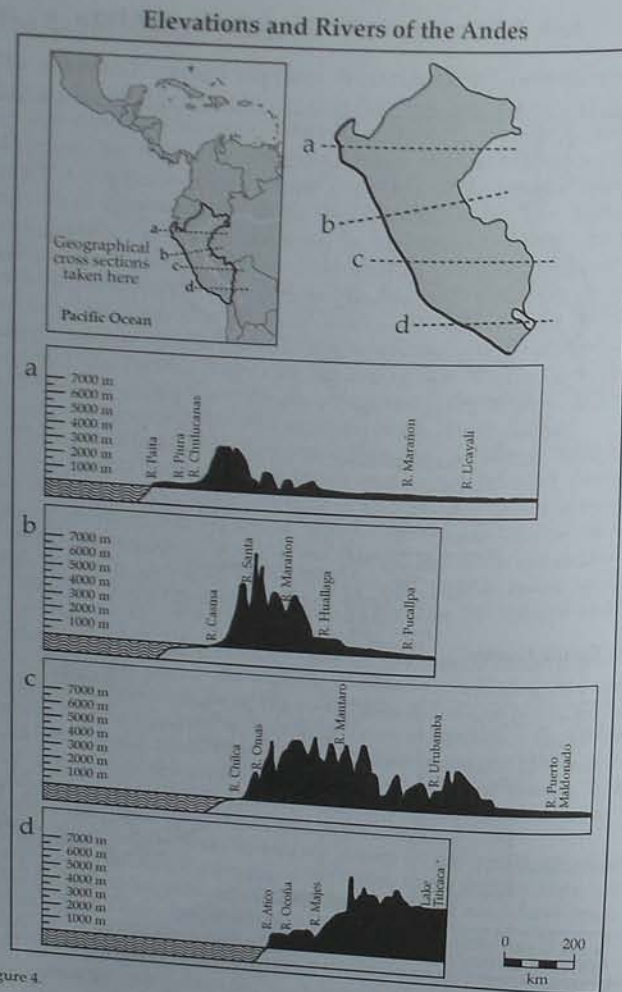 Elevations and Rivers of the Andes
a
b
c
d
Geographical
cross sections
taken here
Pacific Ocean
a
b
c
d
a
7000 m
6000 m
5000 m
4000 m
3000 m
2000 m
1000 m
R. Paita
R. Piura
R. Chulucanas
R. Marañon
R. Ucayali
b
7000 m
6000 m
5000 m
4000 m
3000 m
2000 m
1000 m
R. Casma
R. Santa
R. Marañon
R. Huallaga
R. Pucallpa
c
7000 m
6000 m
5000 m
4000 m
3000 m
2000 m
1000 m
R. Chilca
R. Omas
R. Mantaro
R. Urubamba
R. Puerto
Maldonado
d
7000 m
6000 m
5000 m
4000 m
3000 m
2000 m
1000 m
R. Atico
R. Ocoña
R. Majes
Lake
Titicaca
0 200
km
gure 4.